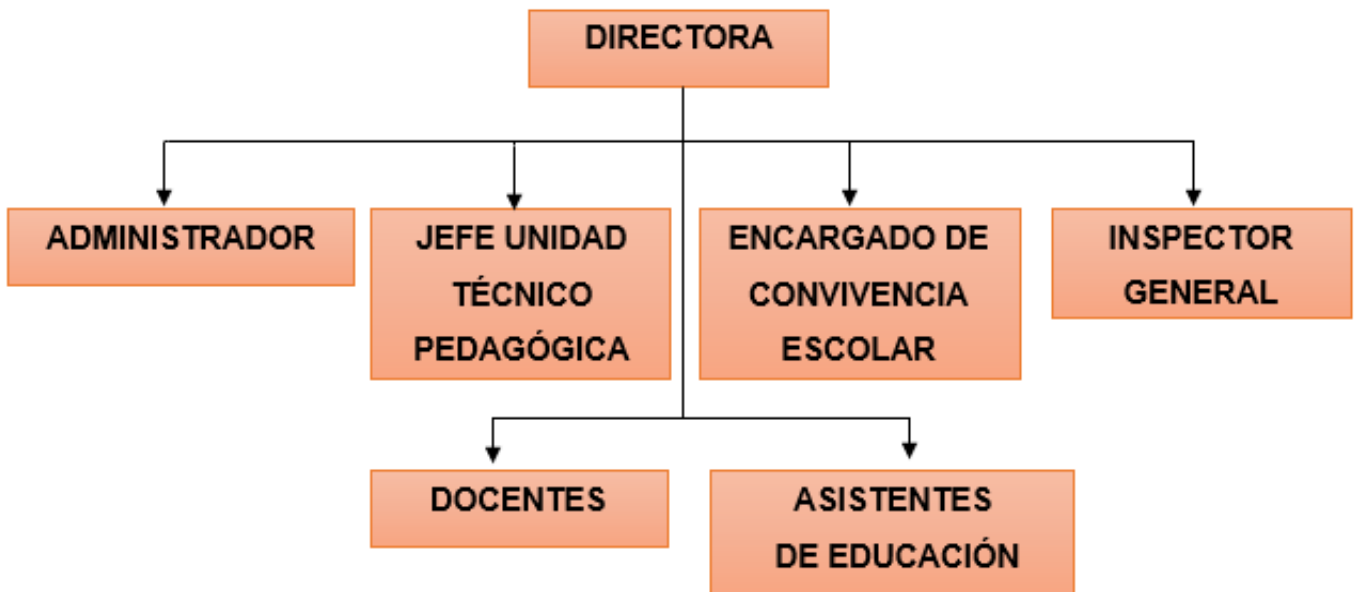 DIRECTORA
ADMINISTRADOR
JEFE UNIDAD
TÉCNICO
PEDAGÓGICA
ENCARGADO DE
CONVIVENCIA
ESCOLAR
INSPECTOR
GENERAL
DOCENTES
ASISTENTES
DE EDUCACIÓN